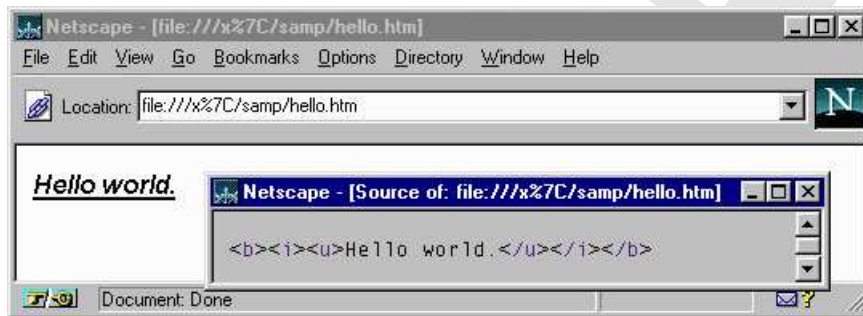 Netscape - [file:///x%7C/samp/hello.htm]
File Edit View Go Bookmarks Options Directory Window Help
Location: file:///x%7C/samp/hello.htm
N
Hello world.
Netscape - [Source of: file:///x%7C/samp/hello.htm]
<b><i><u>Hello world.</u></i></b>
Document: Done
?